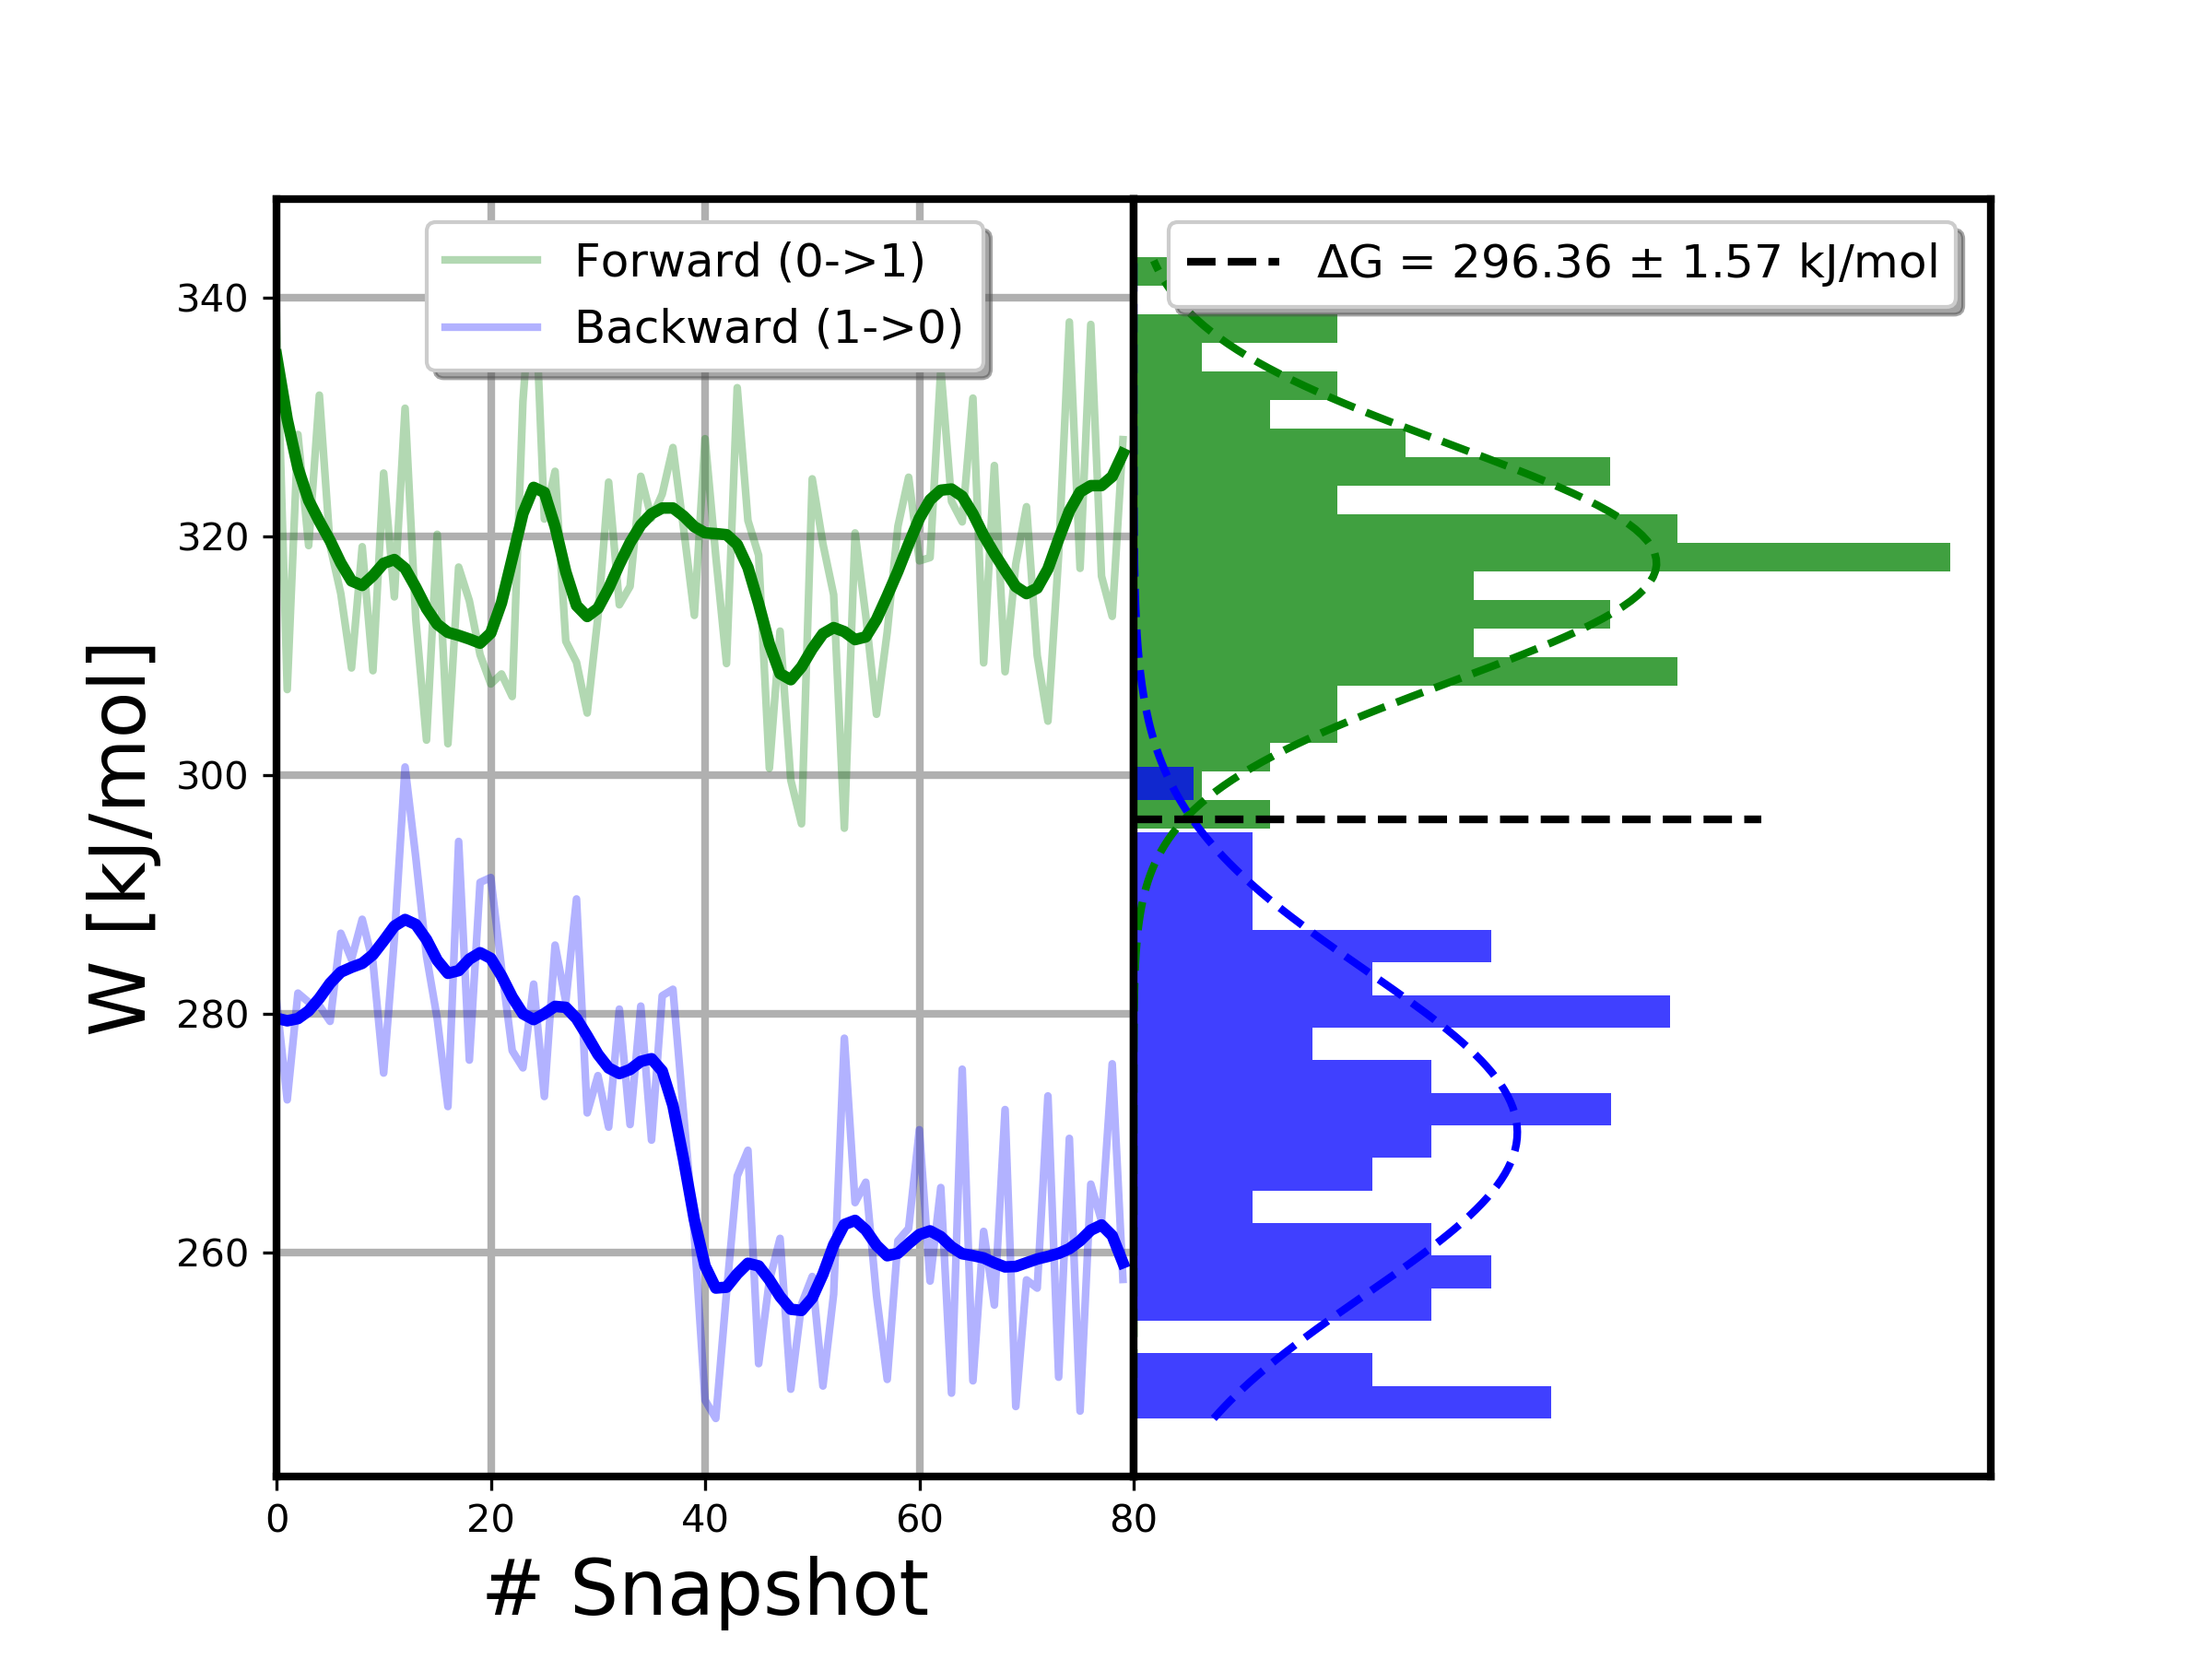 Forward (0->1)
Backward (1->0)
ΔG = 296.36 ± 1.57 kJ/mol
W [kJ/mol]
340
320
300
280
260
0 20 40 60 80
# Snapshot